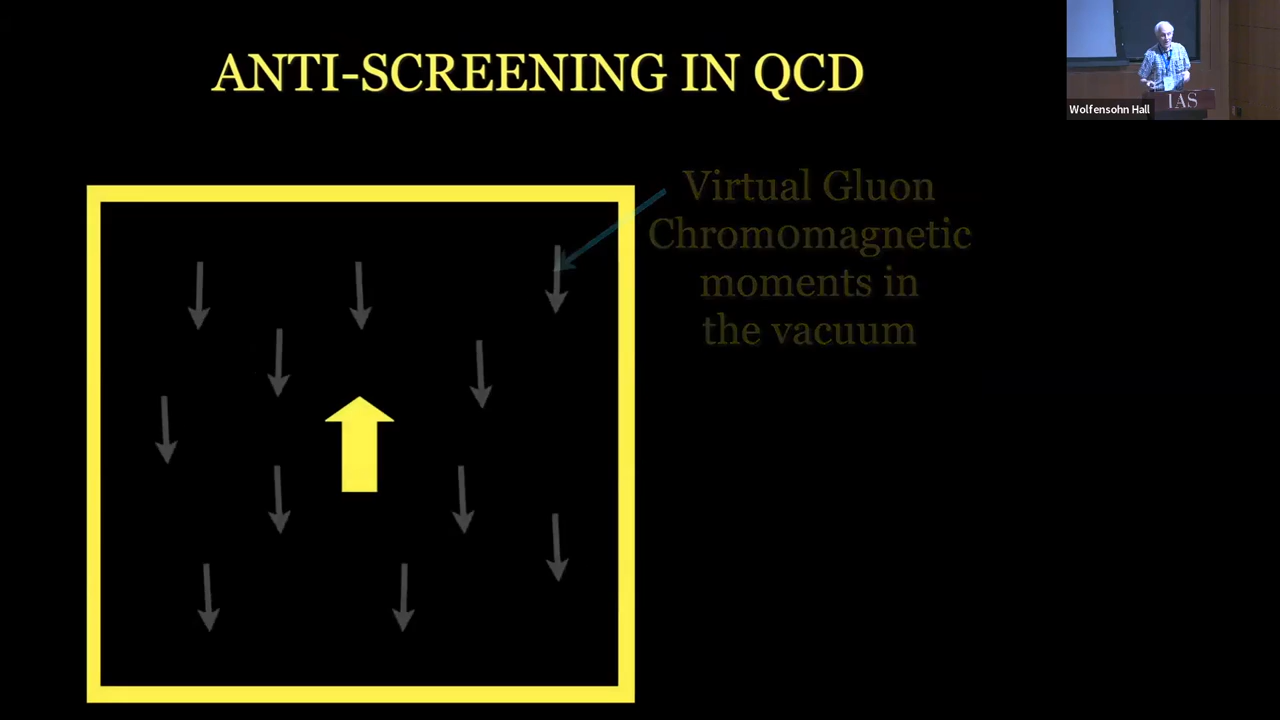 ANTI-SCREENING IN QCD
Virtual Gluon
Chromomagnetic
moments in
the vacuum
Wolfensohn Hall
IAS